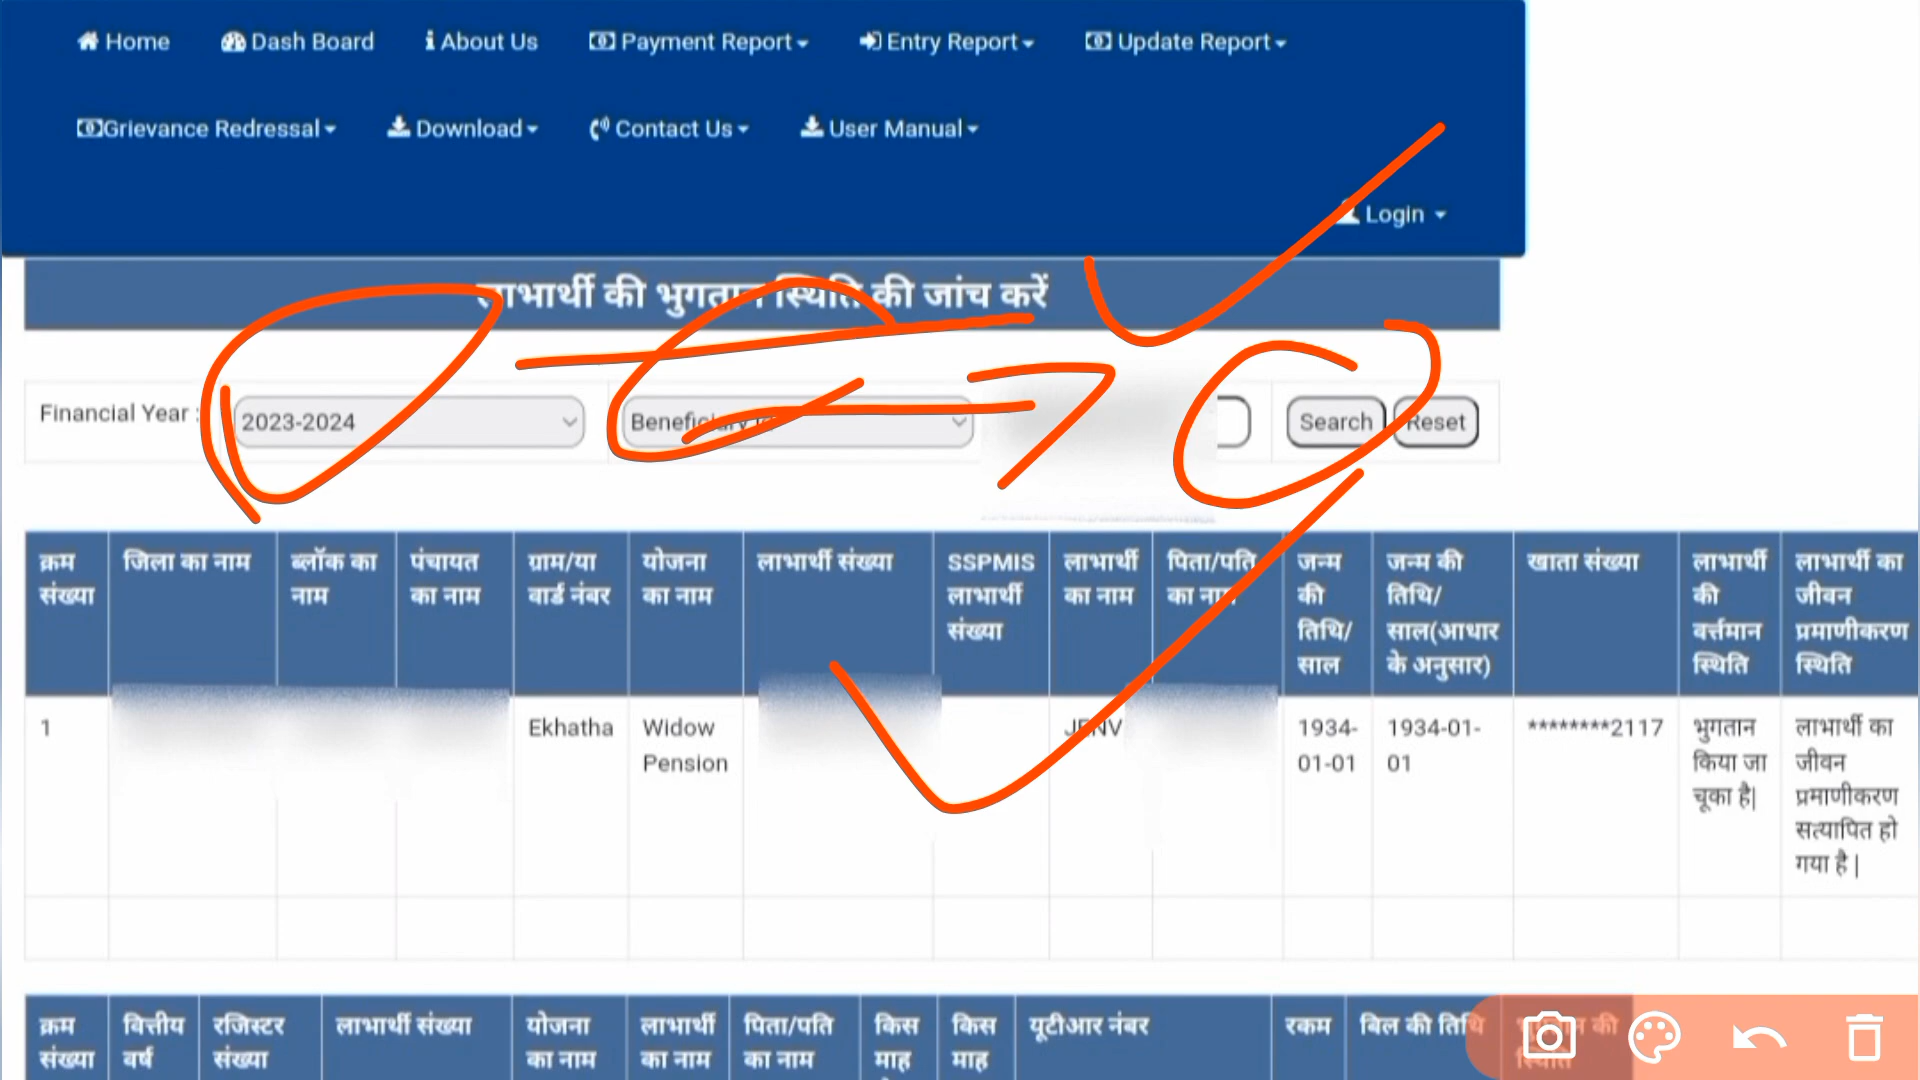 Home Dash Board About Us Payment Report Entry Report Update Report
Grievance Redressal Download Contact Us User Manual
Login
लाभार्थी की भुगतान स्थिति की जांच करें
Financial Year : 2023-2024 Search Reset
क्रम संख्या
जिला का नाम
ब्लॉक का नाम
पंचायत का नाम
ग्राम/या वार्ड नंबर
योजना का नाम
लाभार्थी संख्या
SSPMIS लाभार्थी संख्या
लाभार्थी का नाम
पिता/पति का नाम
जन्म की तिथि/ साल
जन्म की तिथि/ साल(आधार के अनुसार)
खाता संख्या
लाभार्थी की वर्त्तमान स्थिति
लाभार्थी का जीवन प्रमाणीकरण स्थिति
1
Ekhatha
Widow Pension
1934-01-01
1934-01-01
********2117
भुगतान किया जा चूका है|
लाभार्थी का जीवन प्रमाणीकरण सत्यापित हो गया है |
क्रम संख्या
वित्तीय वर्ष
रजिस्टर संख्या
लाभार्थी संख्या
योजना का नाम
लाभार्थी का नाम
पिता/पति का नाम
किस माह
किस माह
यूटीआर नंबर
रकम
बिल की तिथि